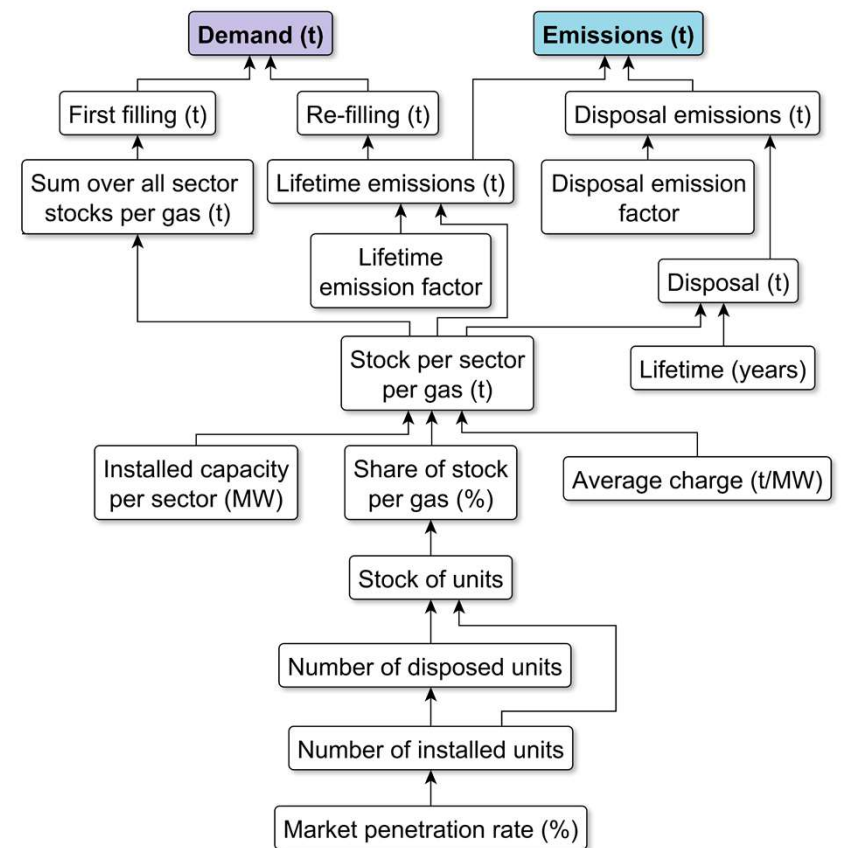 Demand (t)
Emissions (t)
First filling (t)
Re-filling (t)
Disposal emissions (t)
Sum over all sector
stocks per gas (t)
Lifetime emissions (t)
Disposal emission
factor
Lifetime
emission factor
Disposal (t)
Stock per sector
per gas (t)
Lifetime (years)
Installed capacity
per sector (MW)
Share of stock
per gas (%)
Average charge (t/MW)
Stock of units
Number of disposed units
Number of installed units
Market penetration rate (%)